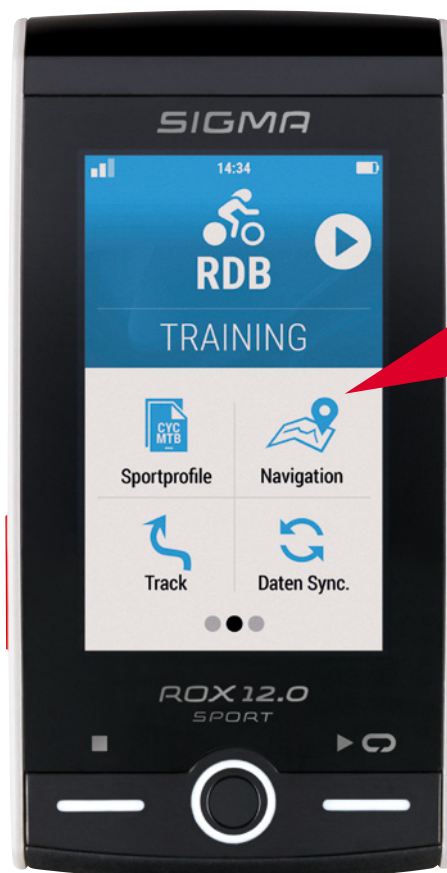 SIGMA
14:34
RDB
TRAINING
CYC
MTB
Sportprofile
Navigation
Track
Daten Sync.
ROX 12.0
SPORT